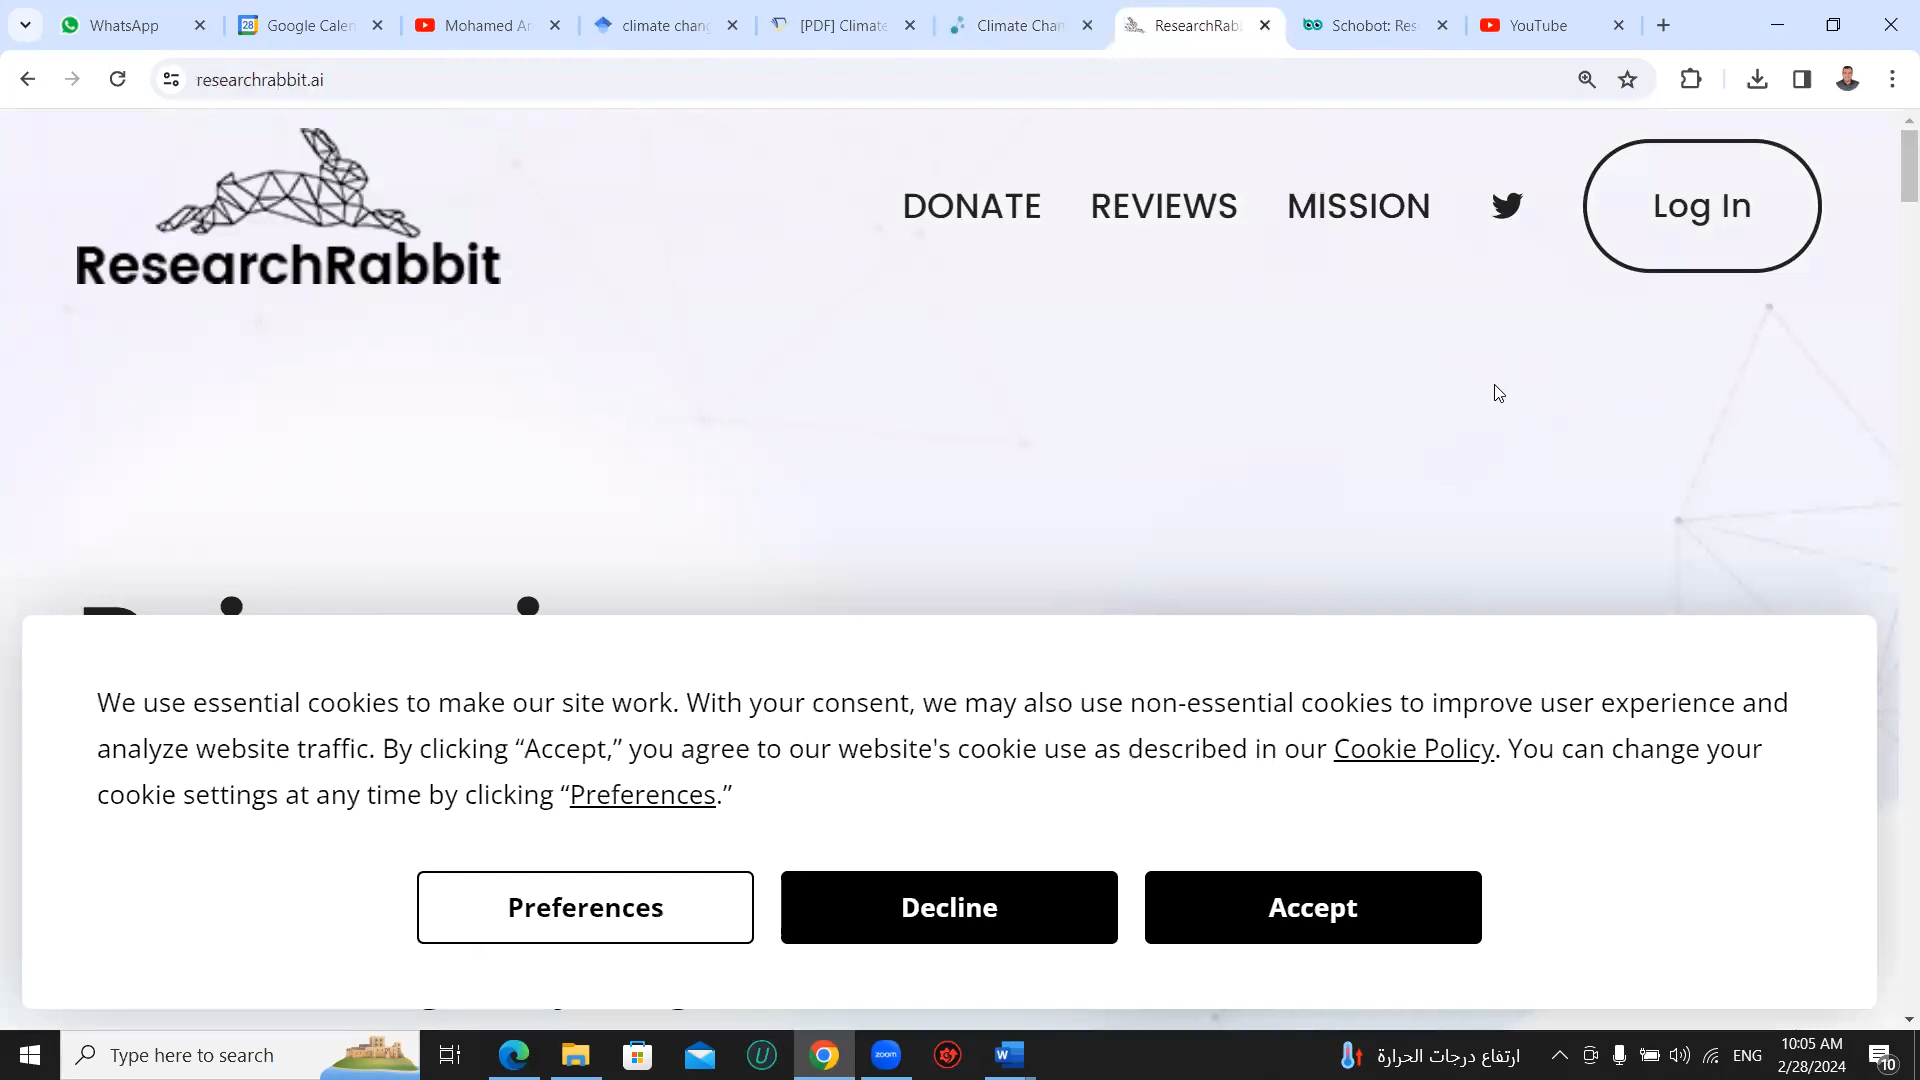 WhatsApp
28
Google Calen
Mohamed Ar
climate chang
[PDF] Climate
Climate Chan
ResearchRab
Schobot: Res
YouTube
researchrabbit.ai
ResearchRabbit
DONATE
REVIEWS
MISSION
Log In
We use essential cookies to make our site work. With your consent, we may also use non-essential cookies to improve user experience and
analyze website traffic. By clicking “Accept,” you agree to our website's cookie use as described in our Cookie Policy. You can change your
cookie settings at any time by clicking “Preferences.”
Preferences
Decline
Accept
Type here to search
zoom
ارتفاع درجات الحرارة
ENG
10:05 AM
2/28/2024
10